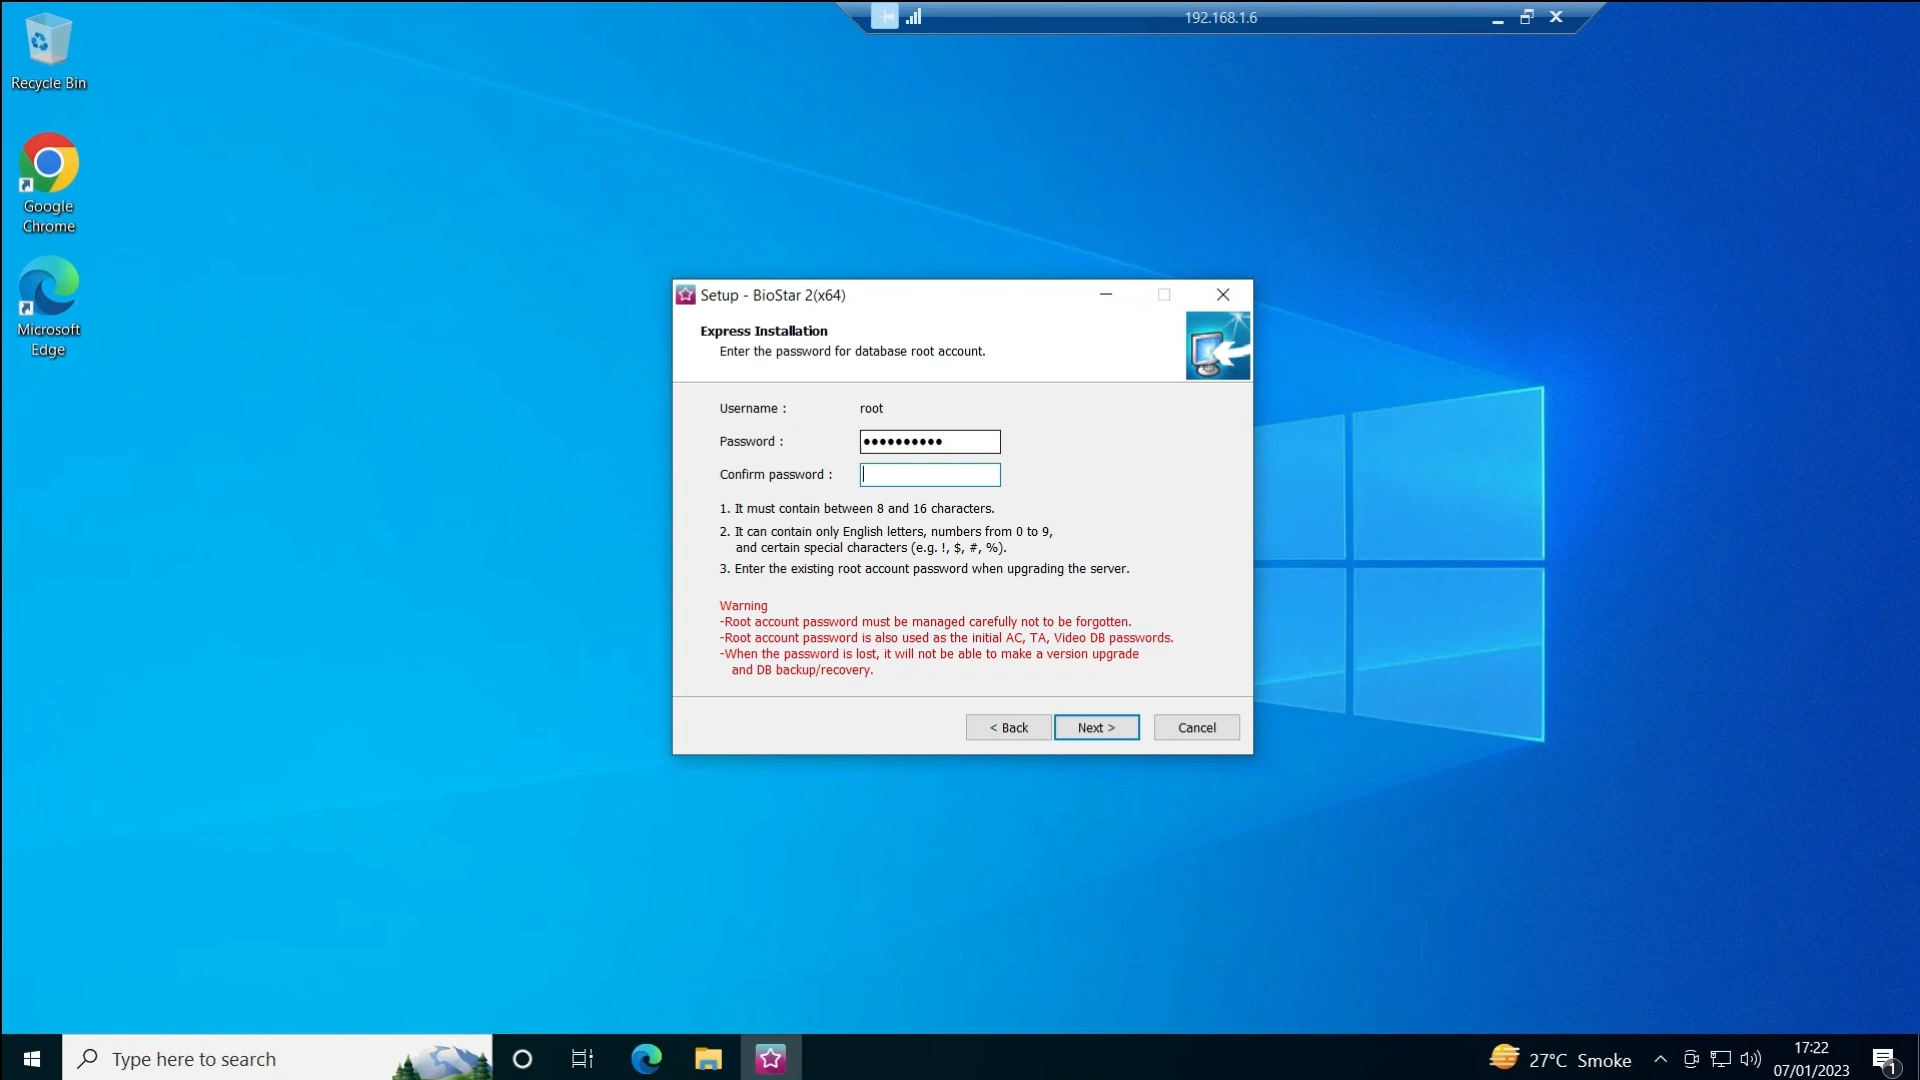 192.168.1.6
Recycle Bin
Google
Chrome
Microsoft
Edge
Setup - BioStar 2(x64)
Express Installation
Enter the password for database root account.
Username : root
Password : ●●●●●●●●●●
Confirm password :
1. It must contain between 8 and 16 characters.
2. It can contain only English letters, numbers from 0 to 9,
and certain special characters (e.g. !, $, #, %).
3. Enter the existing root account password when upgrading the server.
Warning
-Root account password must be managed carefully not to be forgotten.
-Root account password is also used as the initial AC, TA, Video DB passwords.
-When the password is lost, it will not be able to make a version upgrade
and DB backup/recovery.
< Back Next > Cancel
Type here to search
27°C Smoke
17:22
07/01/2023
1